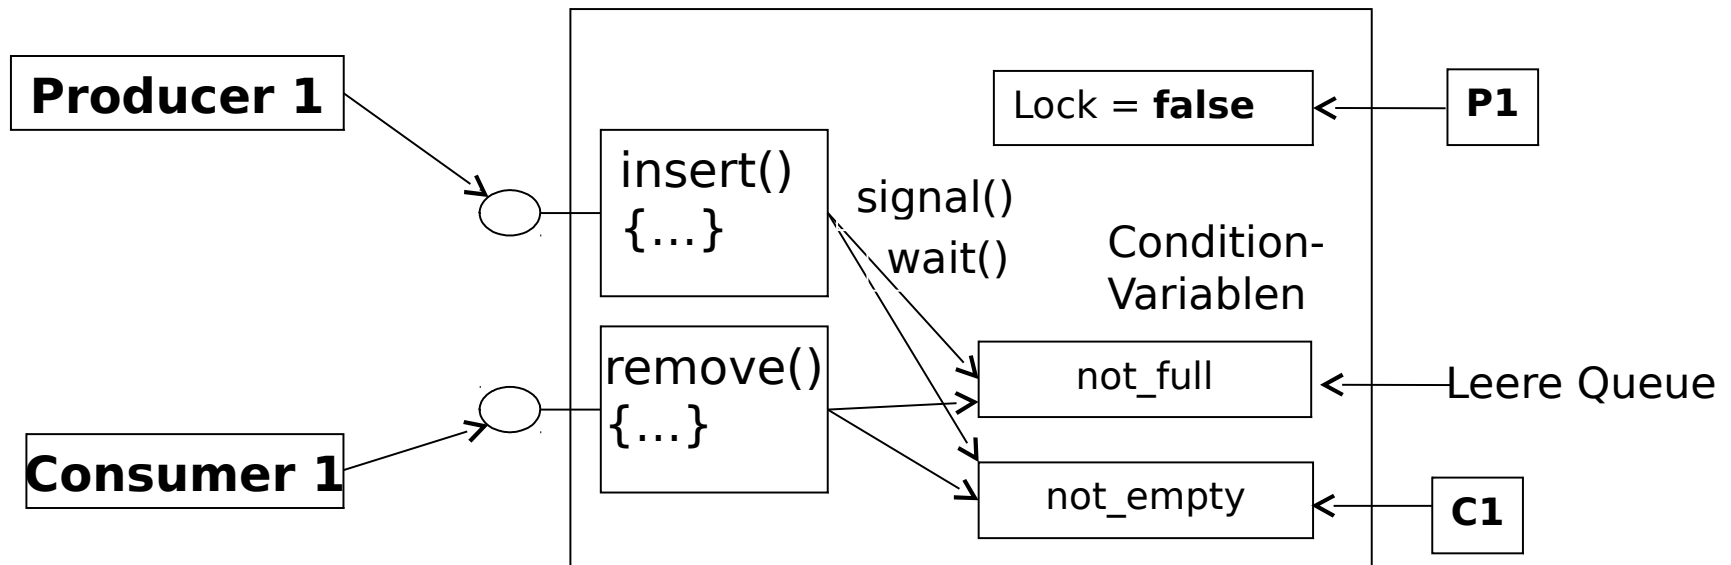 Producer 1
Lock = false
P1
insert()
{...}
signal()
wait()
Condition-
Variablen
remove()
{...}
not_full
Leere Queue
Consumer 1
not_empty
C1